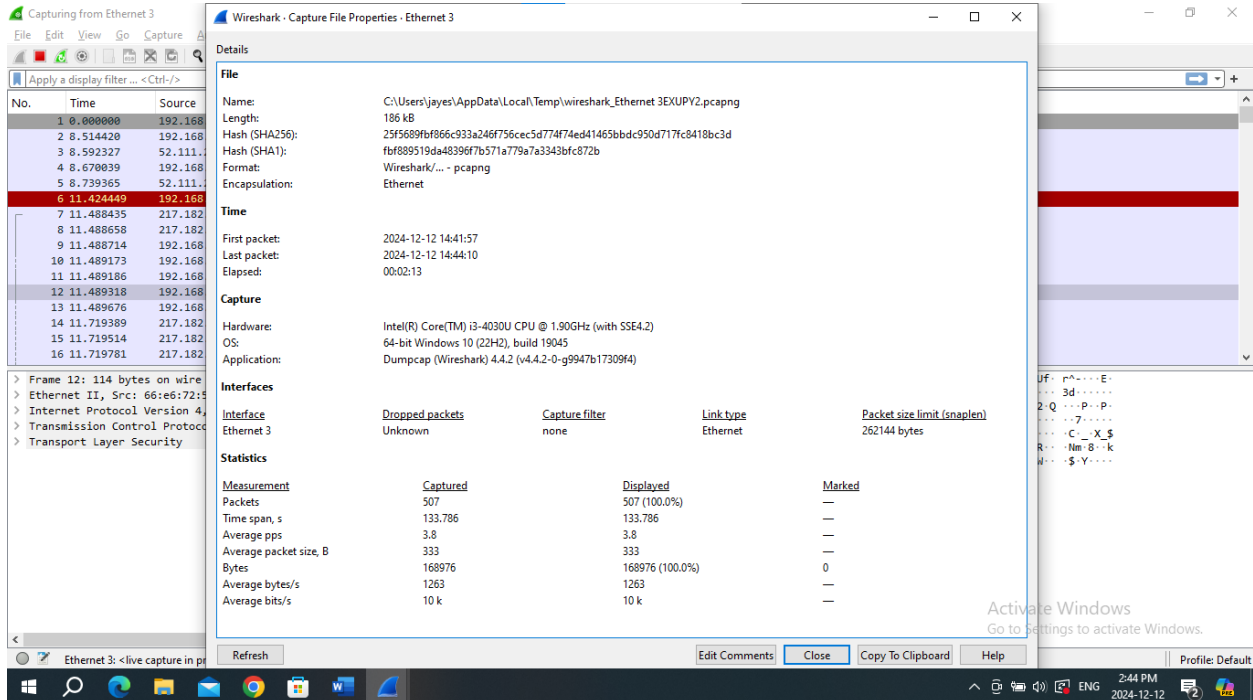 Capturing from Ethernet 3
File Edit View Go Capture
Apply a display filter ... <Ctrl-/>
No. Time Source
1 0.000000 192.168
2 8.514420 192.168
3 8.592327 52.111.
4 8.670039 192.168
5 8.739365 52.111.
6 11.424449 192.168
7 11.488435 217.182
8 11.488658 217.182
9 11.488714 192.168
10 11.489173 192.168
11 11.489186 192.168
12 11.489318 192.168
13 11.489676 192.168
14 11.719389 217.182
15 11.719514 217.182
16 11.719781 217.182
Frame 12: 114 bytes on wire
Ethernet II, Src: 66:e6:72:5
Internet Protocol Version 4,
Transmission Control Protoco
Transport Layer Security
Ethernet 3: <live capture in pr
Wireshark · Capture File Properties · Ethernet 3
Details
File
Name: C:\Users\jayes\AppData\Local\Temp\wireshark_Ethernet 3EXUPY2.pcapng
Length: 186 kB
Hash (SHA256): 25f5689fbf866c933a246f756cec5d774f74ed41465bbdc950d717fc8418bc3d
Hash (SHA1): fbf889519da48396f7b571a779a7a3343bfc872b
Format: Wireshark/... - pcapng
Encapsulation: Ethernet
Time
First packet: 2024-12-12 14:41:57
Last packet: 2024-12-12 14:44:10
Elapsed: 00:02:13
Capture
Hardware: Intel(R) Core(TM) i3-4030U CPU @ 1.90GHz (with SSE4.2)
OS: 64-bit Windows 10 (22H2), build 19045
Application: Dumpcap (Wireshark) 4.4.2 (v4.4.2-0-g9947b17309f4)
Interfaces
Interface Dropped packets Capture filter Link type Packet size limit (snaplen)
Ethernet 3 Unknown none Ethernet 262144 bytes
Statistics
Measurement Captured Displayed Marked
Packets 507 507 (100.0%) —
Time span, s 133.786 133.786 —
Average pps 3.8 3.8 —
Average packet size, B 333 333 —
Bytes 168976 168976 (100.0%) 0
Average bytes/s 1263 1263 —
Average bits/s 10 k 10 k —
Refresh Edit Comments Close Copy To Clipboard Help
Activate Windows
Go to Settings to activate Windows.
Profile: Default
ENG
2:44 PM
2024-12-12
2